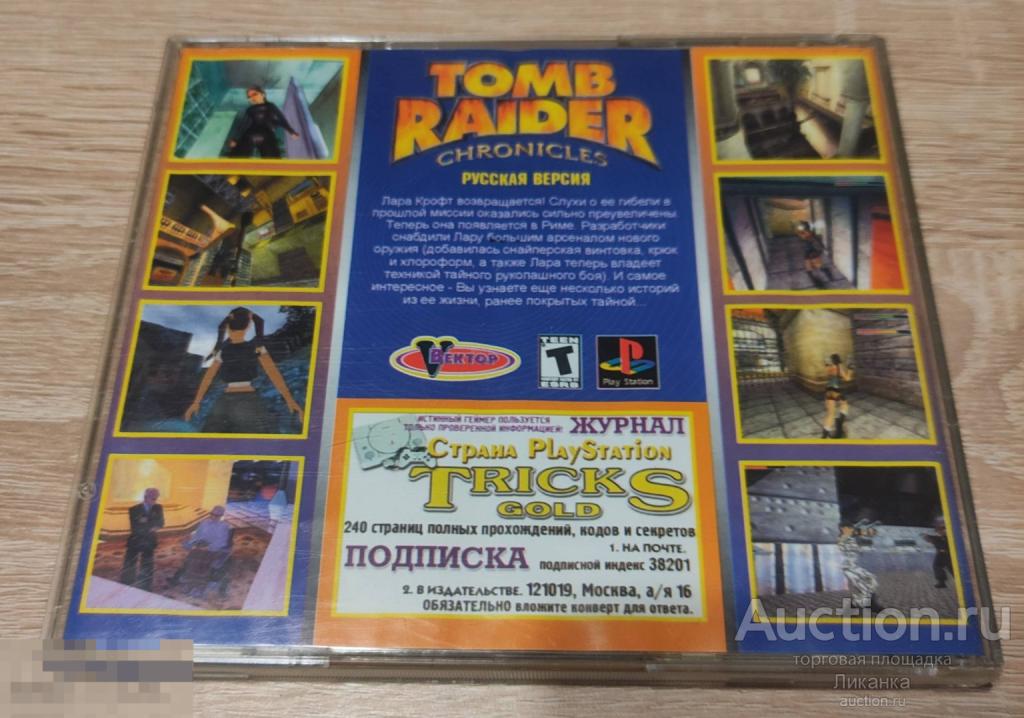 TOMB
RAIDER
CHRONICLES
РУССКАЯ ВЕРСИЯ
Лара Крофт возвращается! Слухи о ее гибели в
прошлой миссии оказались сильно преувеличены.
Теперь она появляется в Риме. Разработчики
снабдили Лару большим арсеналом нового
оружия (добавилась снайперская винтовка, крюк
и хлороформ, а также Лара теперь владеет
техникой тайного рукопашного боя). И самое
интересное - Вы узнаете еще несколько историй
из ее жизни, ранее покрытых тайной...
ВЕКТОР
TEEN
T
Play Station
ИСТИННЫЙ ГЕЙМЕР ПОЛЬЗУЕТСЯ
ТОЛЬКО ПРОВЕРЕННОЙ ИНФОРМАЦИЕЙ!
ЖУРНАЛ
Страна PlayStation
TRICKS
GOLD
240 страниц полных прохождений, кодов и секретов
ПОДПИСКА
1. НА ПОЧТЕ.
подписной индекс 38201
2. В ИЗДАТЕЛЬСТВЕ. 121019, Москва, а/я 16
ОБЯЗАТЕЛЬНО вложите конверт для ответа.
Auction.ru
торговая площадка
Ликанка
auction.ru